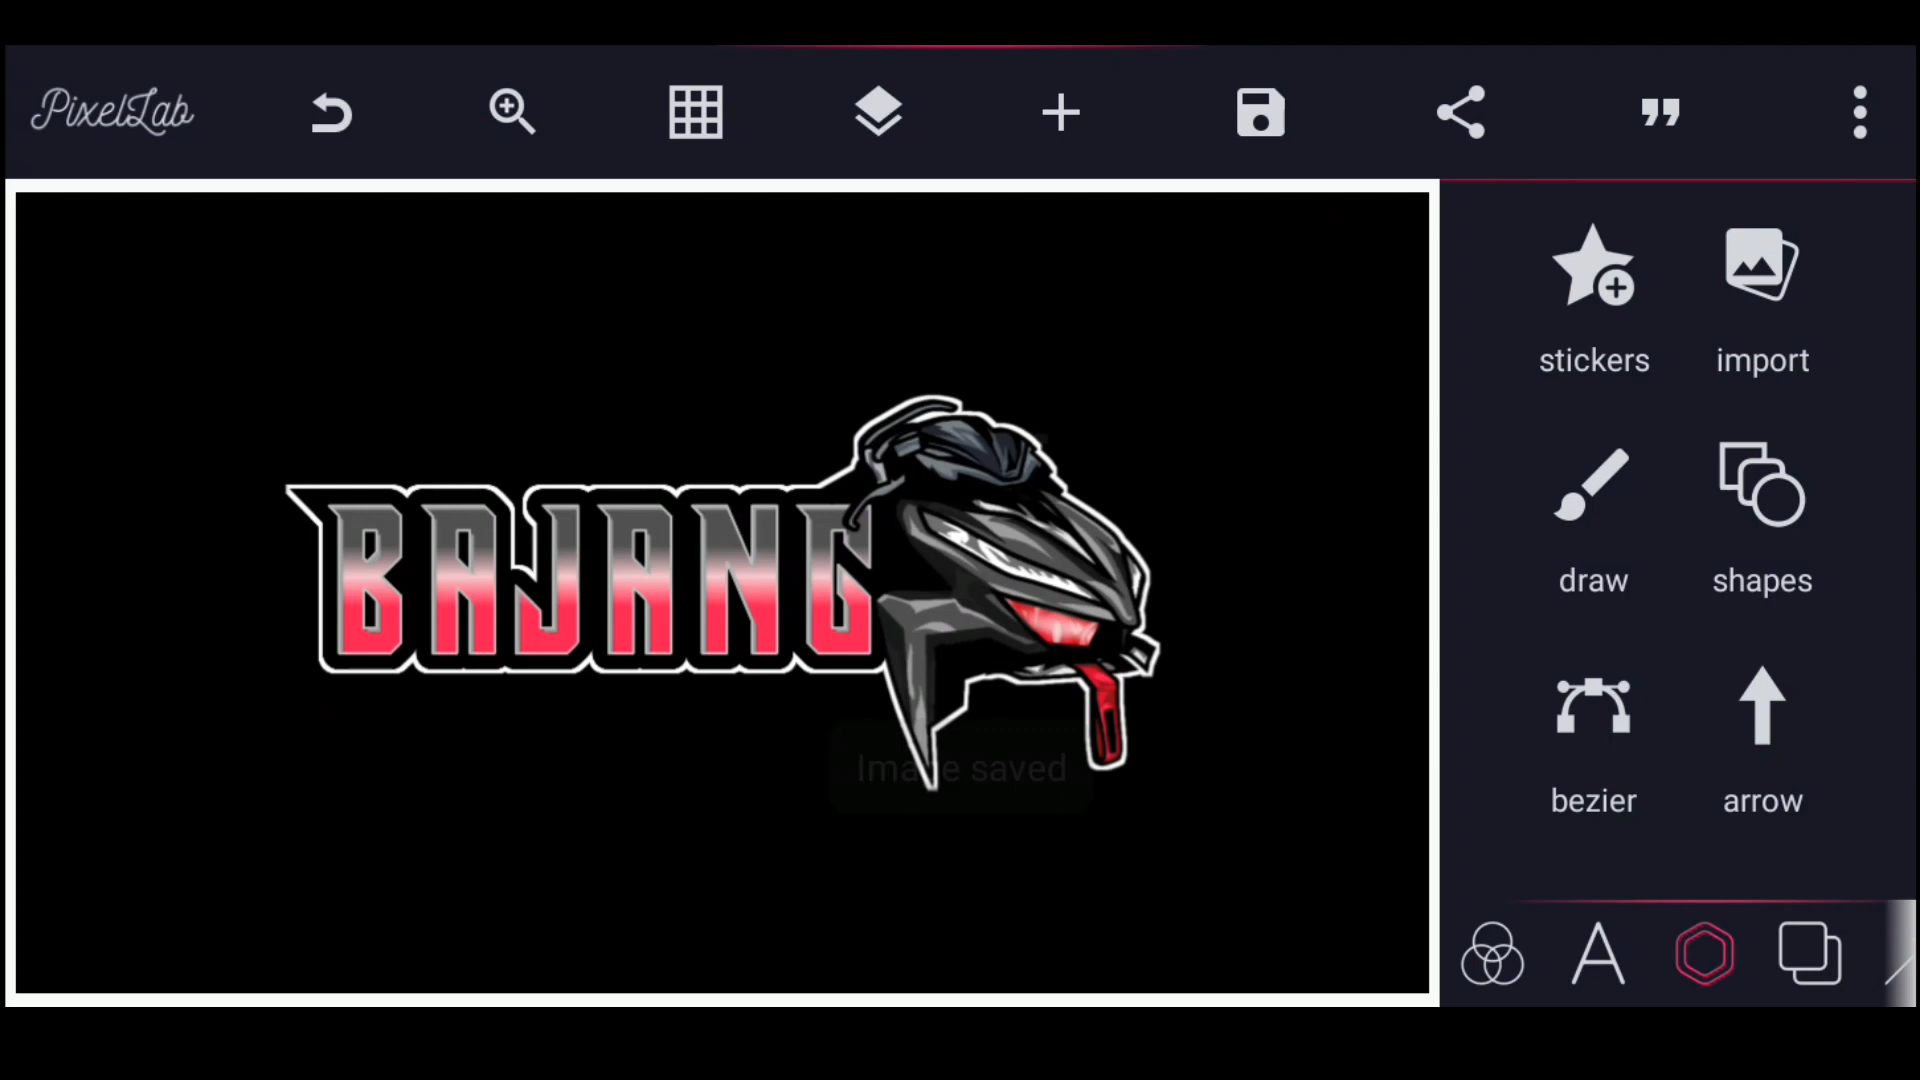 PixelLab
stickers
import
BAJANG
draw
shapes
Image saved
bezier
arrow